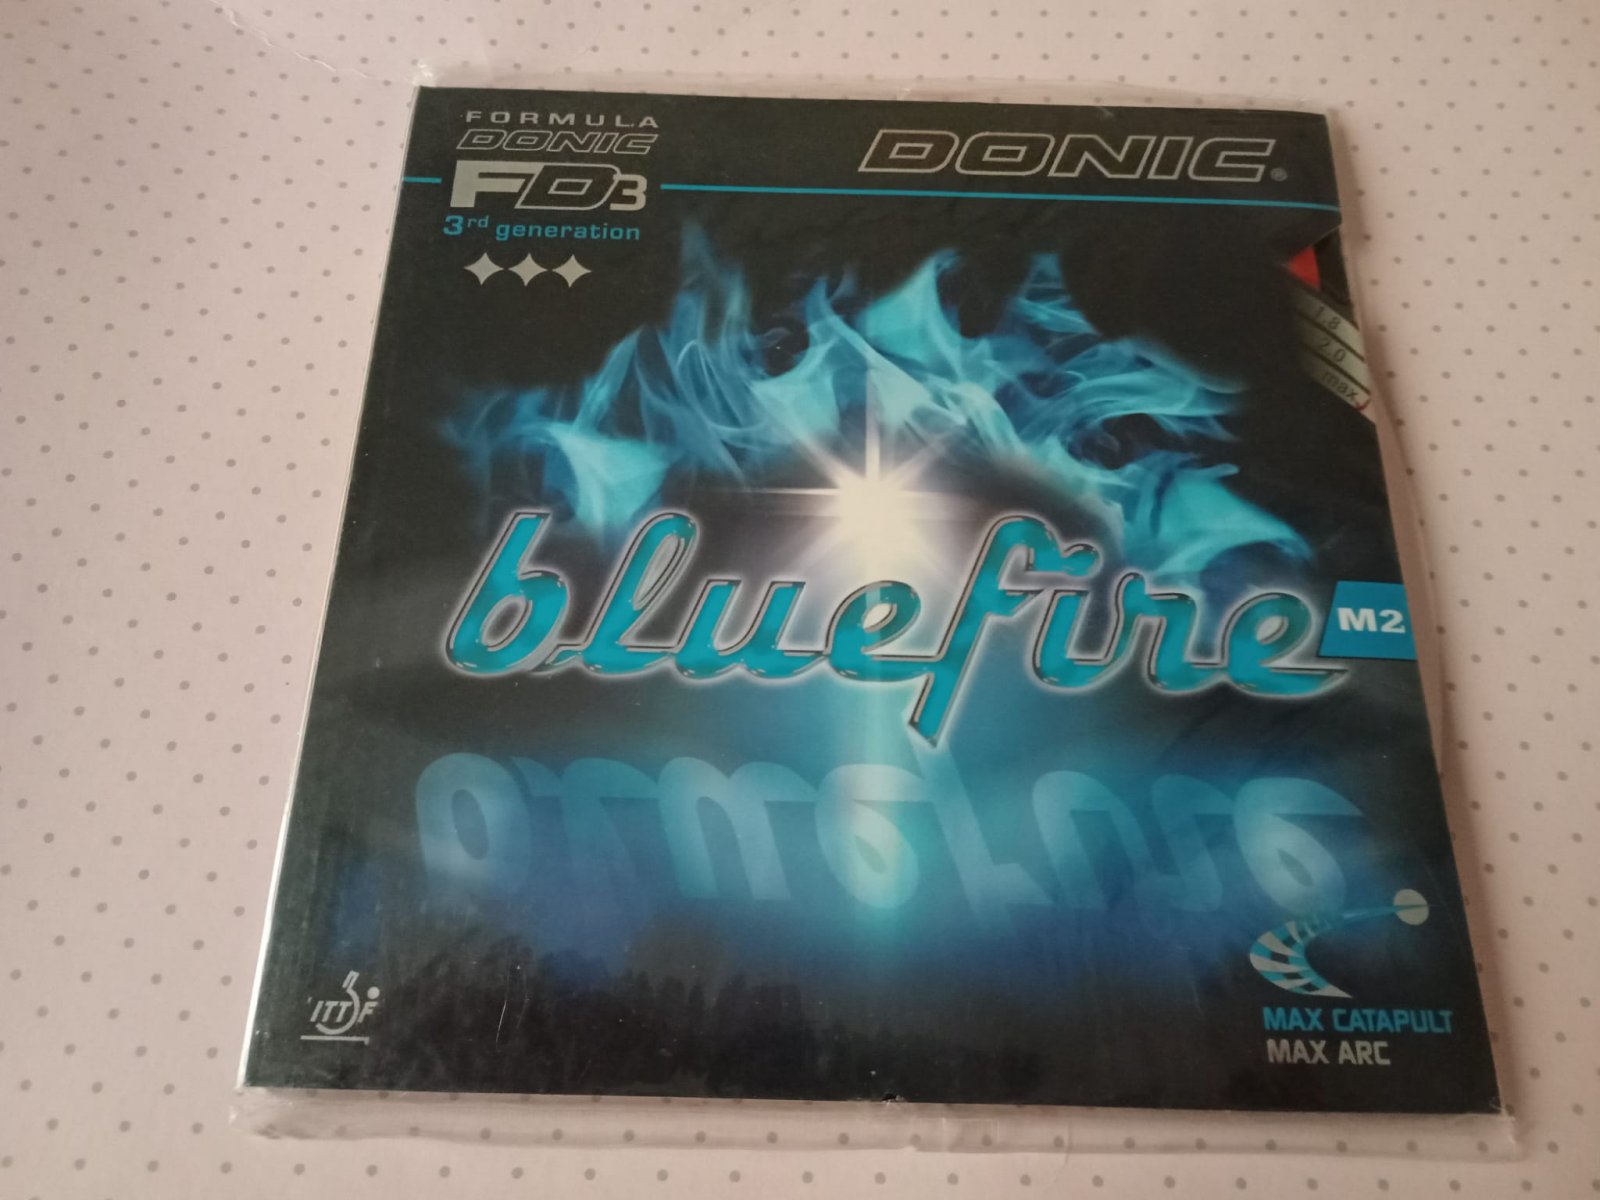 FORMULA
DONIC
FD3
3rd generation
DONIC®
1.8
2.0
max
bluefire
M2
ITTF
MAX CATAPULT
MAX ARC